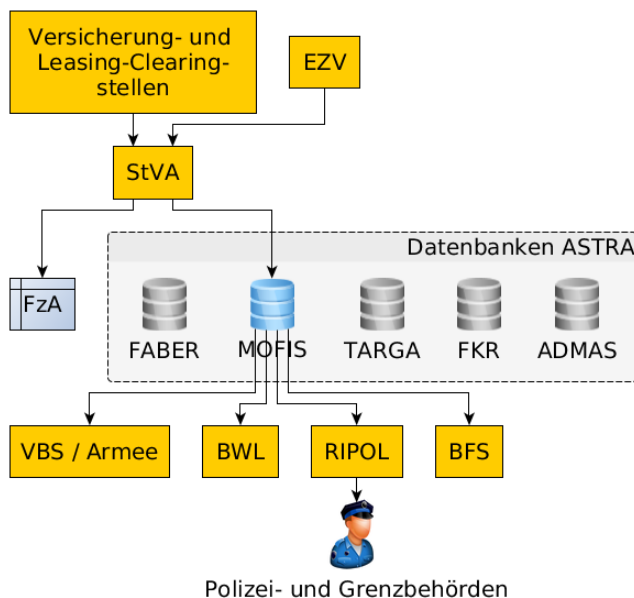 Versicherung- und
Leasing-Clearing-
stellen
EZV
StVA
Datenbanken ASTRA
FzA
FABER
MOFIS
TARGA
FKR
ADMAS
VBS / Armee
BWL
RIPOL
BFS
Polizei- und Grenzbehörden